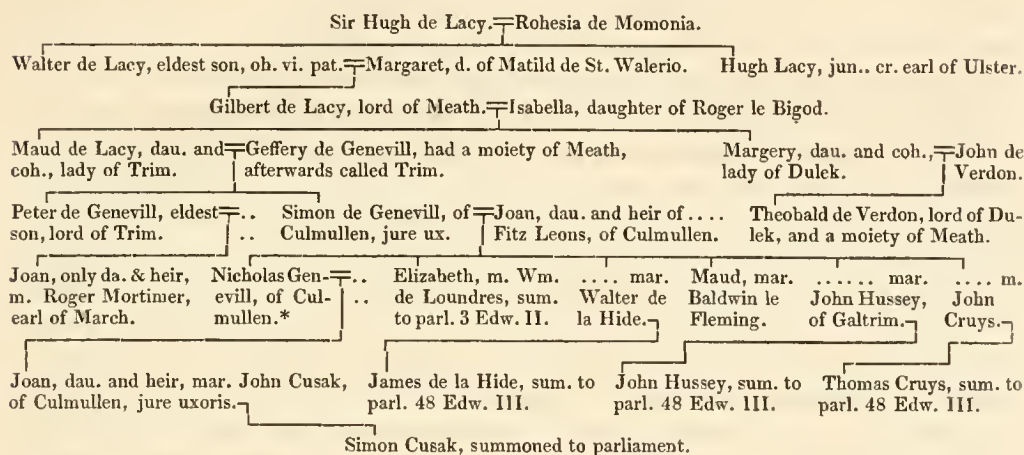 Sir Hugh de Lacy. Rohesia de Momonia.
Walter de Lacy, eldest son, oh. vi. pat. Margaret, d. of Matild de St. Walerio. Hugh Lacy, jun.. cr. earl of Ulster.
Gilbert de Lacy, lord of Meath. Isabella, daughter of Roger le Bigod.
Maud de Lacy, dau. and
coh., lady of Trim.
Geffery de Genevill, had a moiety of Meath,
afterwards called Trim.
Margery, dau. and coh.,
lady of Dulek.
John de
Verdon.
Peter de Genevill, eldest
son, lord of Trim.
..
..
Simon de Genevill, of
Culmullen, jure ux.
Joan, dau. and heir of ....
Fitz Leons, of Culmullen.
Theobald de Verdon, lord of Du-
lek, and a moiety of Meath.
Joan, only da. & heir,
m. Roger Mortimer,
earl of March.
Nicholas Gen-
evill, of Cul-
mullen.*
..
..
Elizabeth, m. Wm.
de Loundres, sum.
to parl. 3 Edw. II.
.... mar.
Walter de
la Hide.
Maud, mar.
Baldwin le
Fleming.
...... mar.
John Hussey,
of Galtrim.
.... m.
John
Cruys.
Joan, dau. and heir, mar. John Cusak,
of Culmullen, jure uxoris.
James de la Hide, sum. to
parl. 48 Edw. III.
John Hussey, sum. to
parl. 48 Edw. III.
Thomas Cruys, sum. to
parl. 48 Edw. III.
Simon Cusak, summoned to parliament.